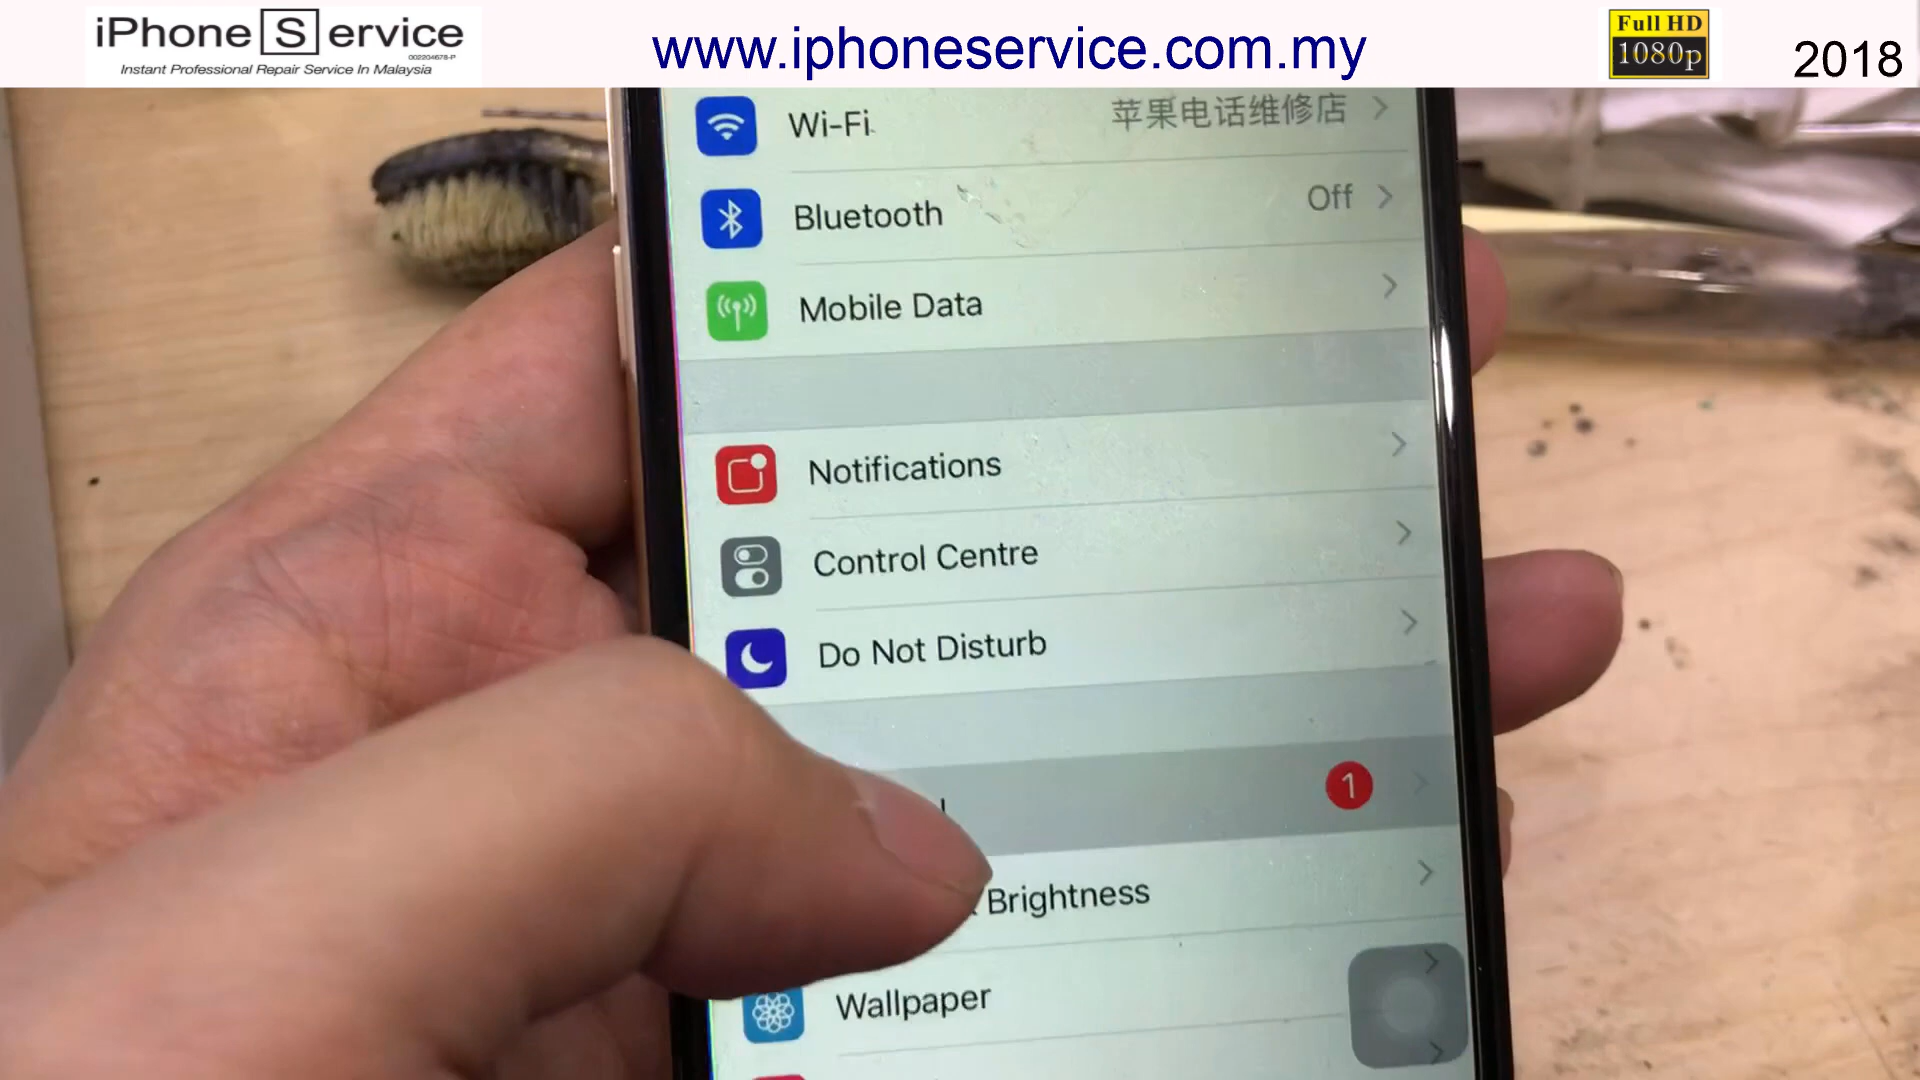 iPhone Service
002204678-P
Instant Professional Repair Service In Malaysia
www.iphoneservice.com.my
Full HD
1080p
2018
Wi-Fi
苹果电话维修店
Bluetooth
Off
Mobile Data
Notifications
Control Centre
Do Not Disturb
1
Brightness
Wallpaper